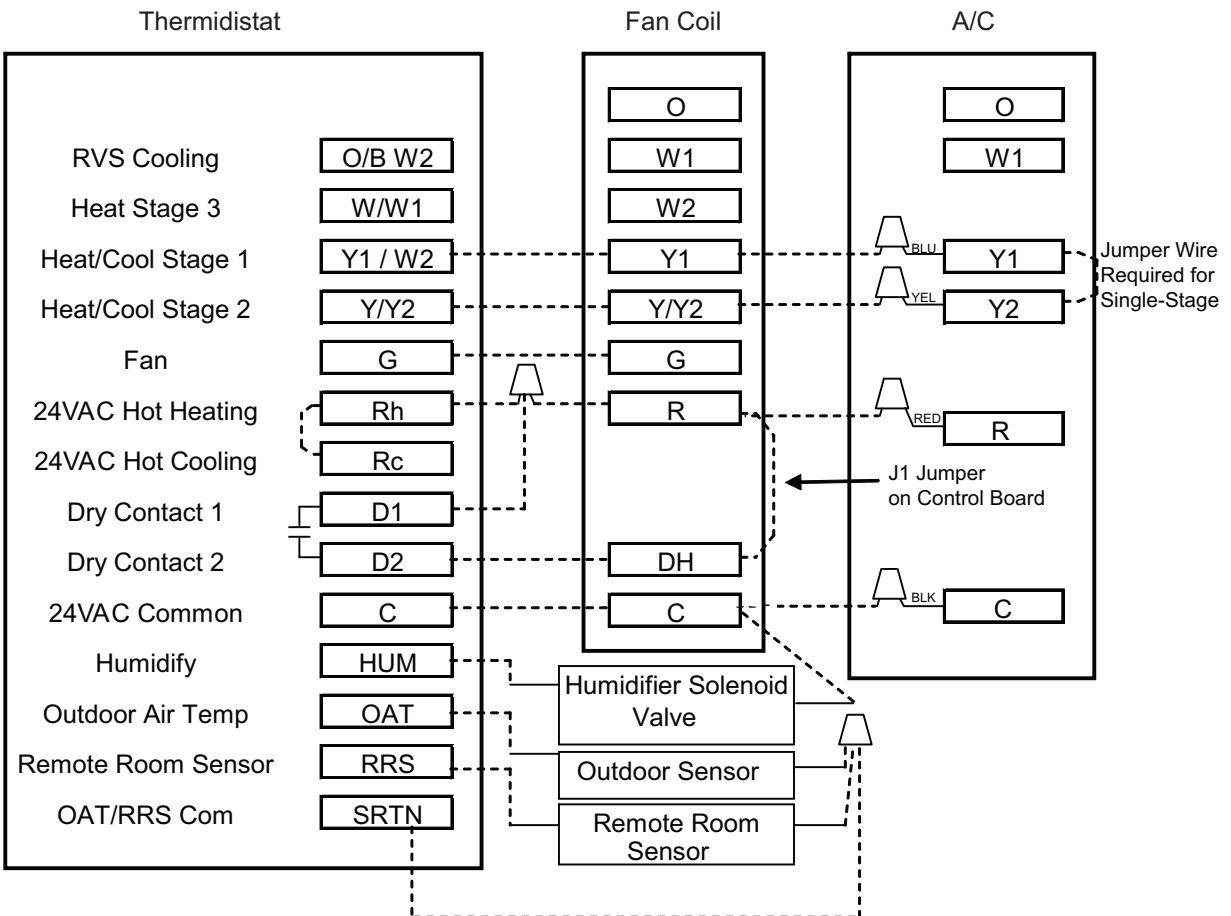 Thermidistat
Fan Coil
A/C
O
O
RVS Cooling
O/B W2
W1
W1
Heat Stage 3
W/W1
W2
Heat/Cool Stage 1
Y1 / W2
Y1
BLU
Y1
Jumper Wire
Required for
Single-Stage
Heat/Cool Stage 2
Y/Y2
Y/Y2
YEL
Y2
Fan
G
G
24VAC Hot Heating
Rh
R
RED
R
24VAC Hot Cooling
Rc
J1 Jumper
on Control Board
Dry Contact 1
D1
Dry Contact 2
D2
DH
24VAC Common
C
C
BLK
C
Humidify
HUM
Humidifier Solenoid
Valve
Outdoor Air Temp
OAT
Outdoor Sensor
Remote Room Sensor
RRS
Remote Room
Sensor
OAT/RRS Com
SRTN